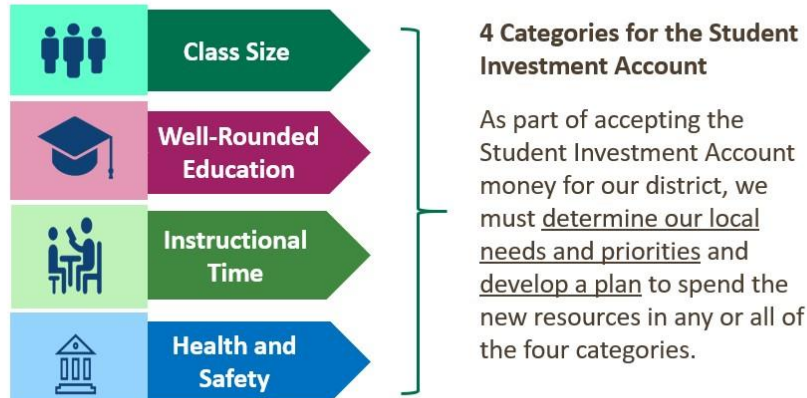 Class Size
Well-Rounded
Education
Instructional
Time
Health and
Safety
4 Categories for the Student
Investment Account
As part of accepting the
Student Investment Account
money for our district, we
must determine our local
needs and priorities and
develop a plan to spend the
new resources in any or all of
the four categories.